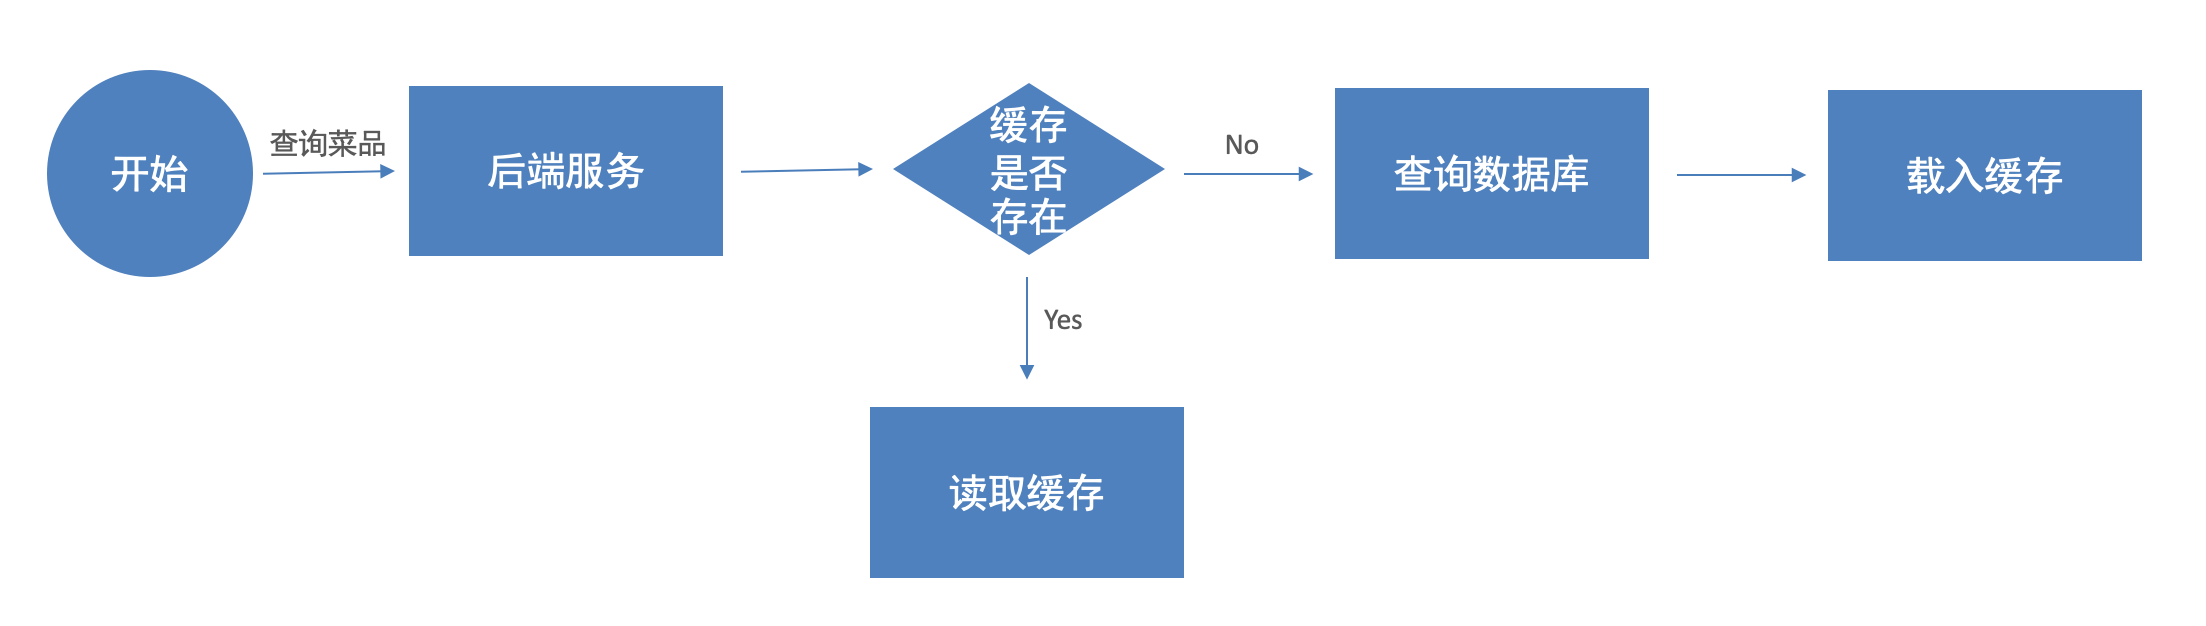 开始
查询菜品
后端服务
缓存
是否
存在
No
查询数据库
载入缓存
Yes
读取缓存